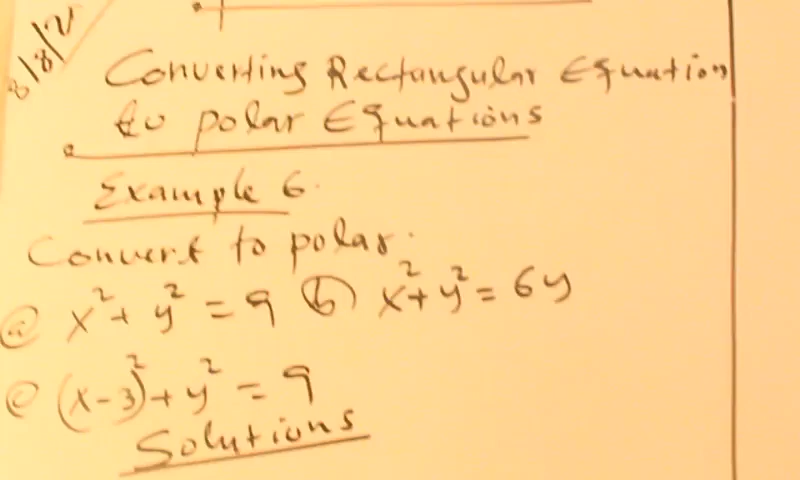 8/8/21
Converting Rectangular Equation
to polar Equations
Example 6.
Convert to polar.
(a) x² + y² = 9 (b) x² + y² = 6y
(c) (x-3)² + y² = 9
Solutions